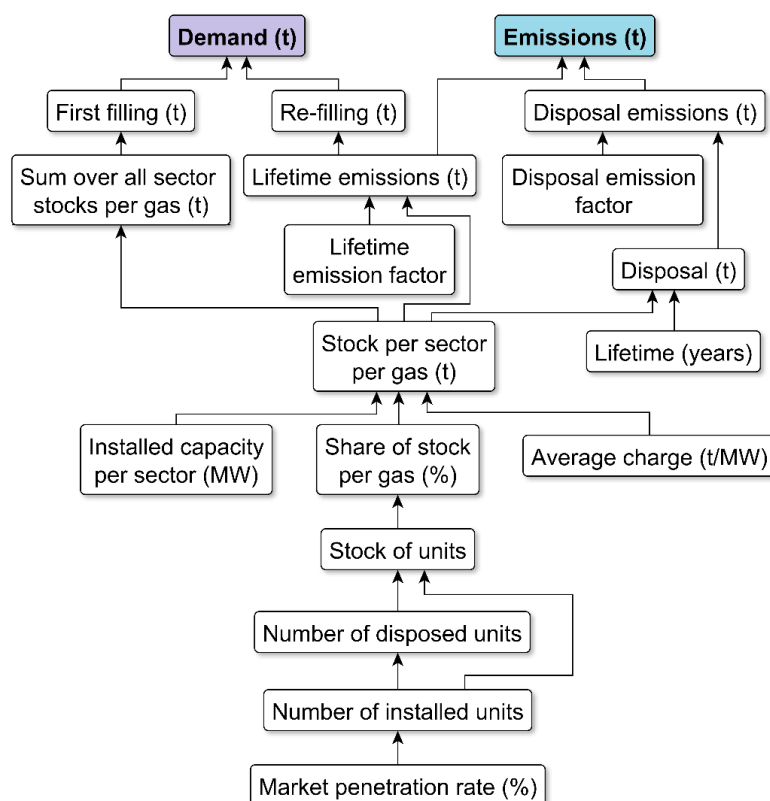 Demand (t)
Emissions (t)
First filling (t)
Re-filling (t)
Disposal emissions (t)
Sum over all sector
stocks per gas (t)
Lifetime emissions (t)
Disposal emission
factor
Lifetime
emission factor
Disposal (t)
Stock per sector
per gas (t)
Lifetime (years)
Installed capacity
per sector (MW)
Share of stock
per gas (%)
Average charge (t/MW)
Stock of units
Number of disposed units
Number of installed units
Market penetration rate (%)